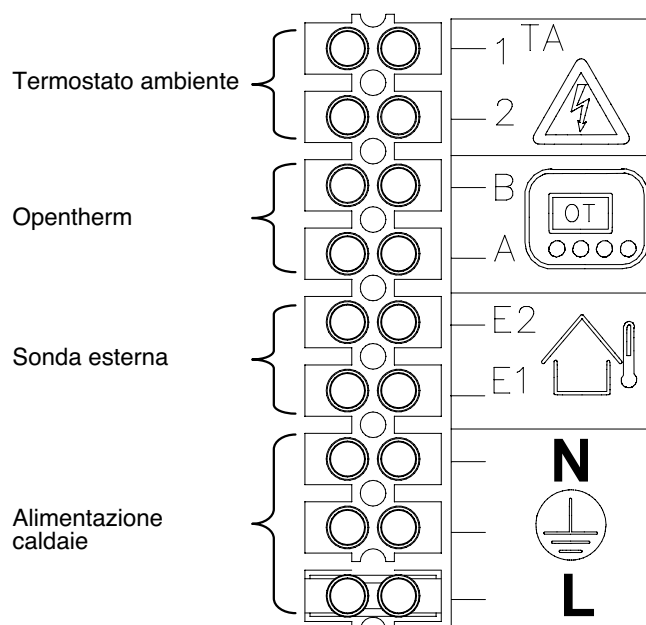 Termostato ambiente
1 TA
2
Opentherm
B
OT
A
Sonda esterna
E2
E1
Alimentazione
caldaie
N
L